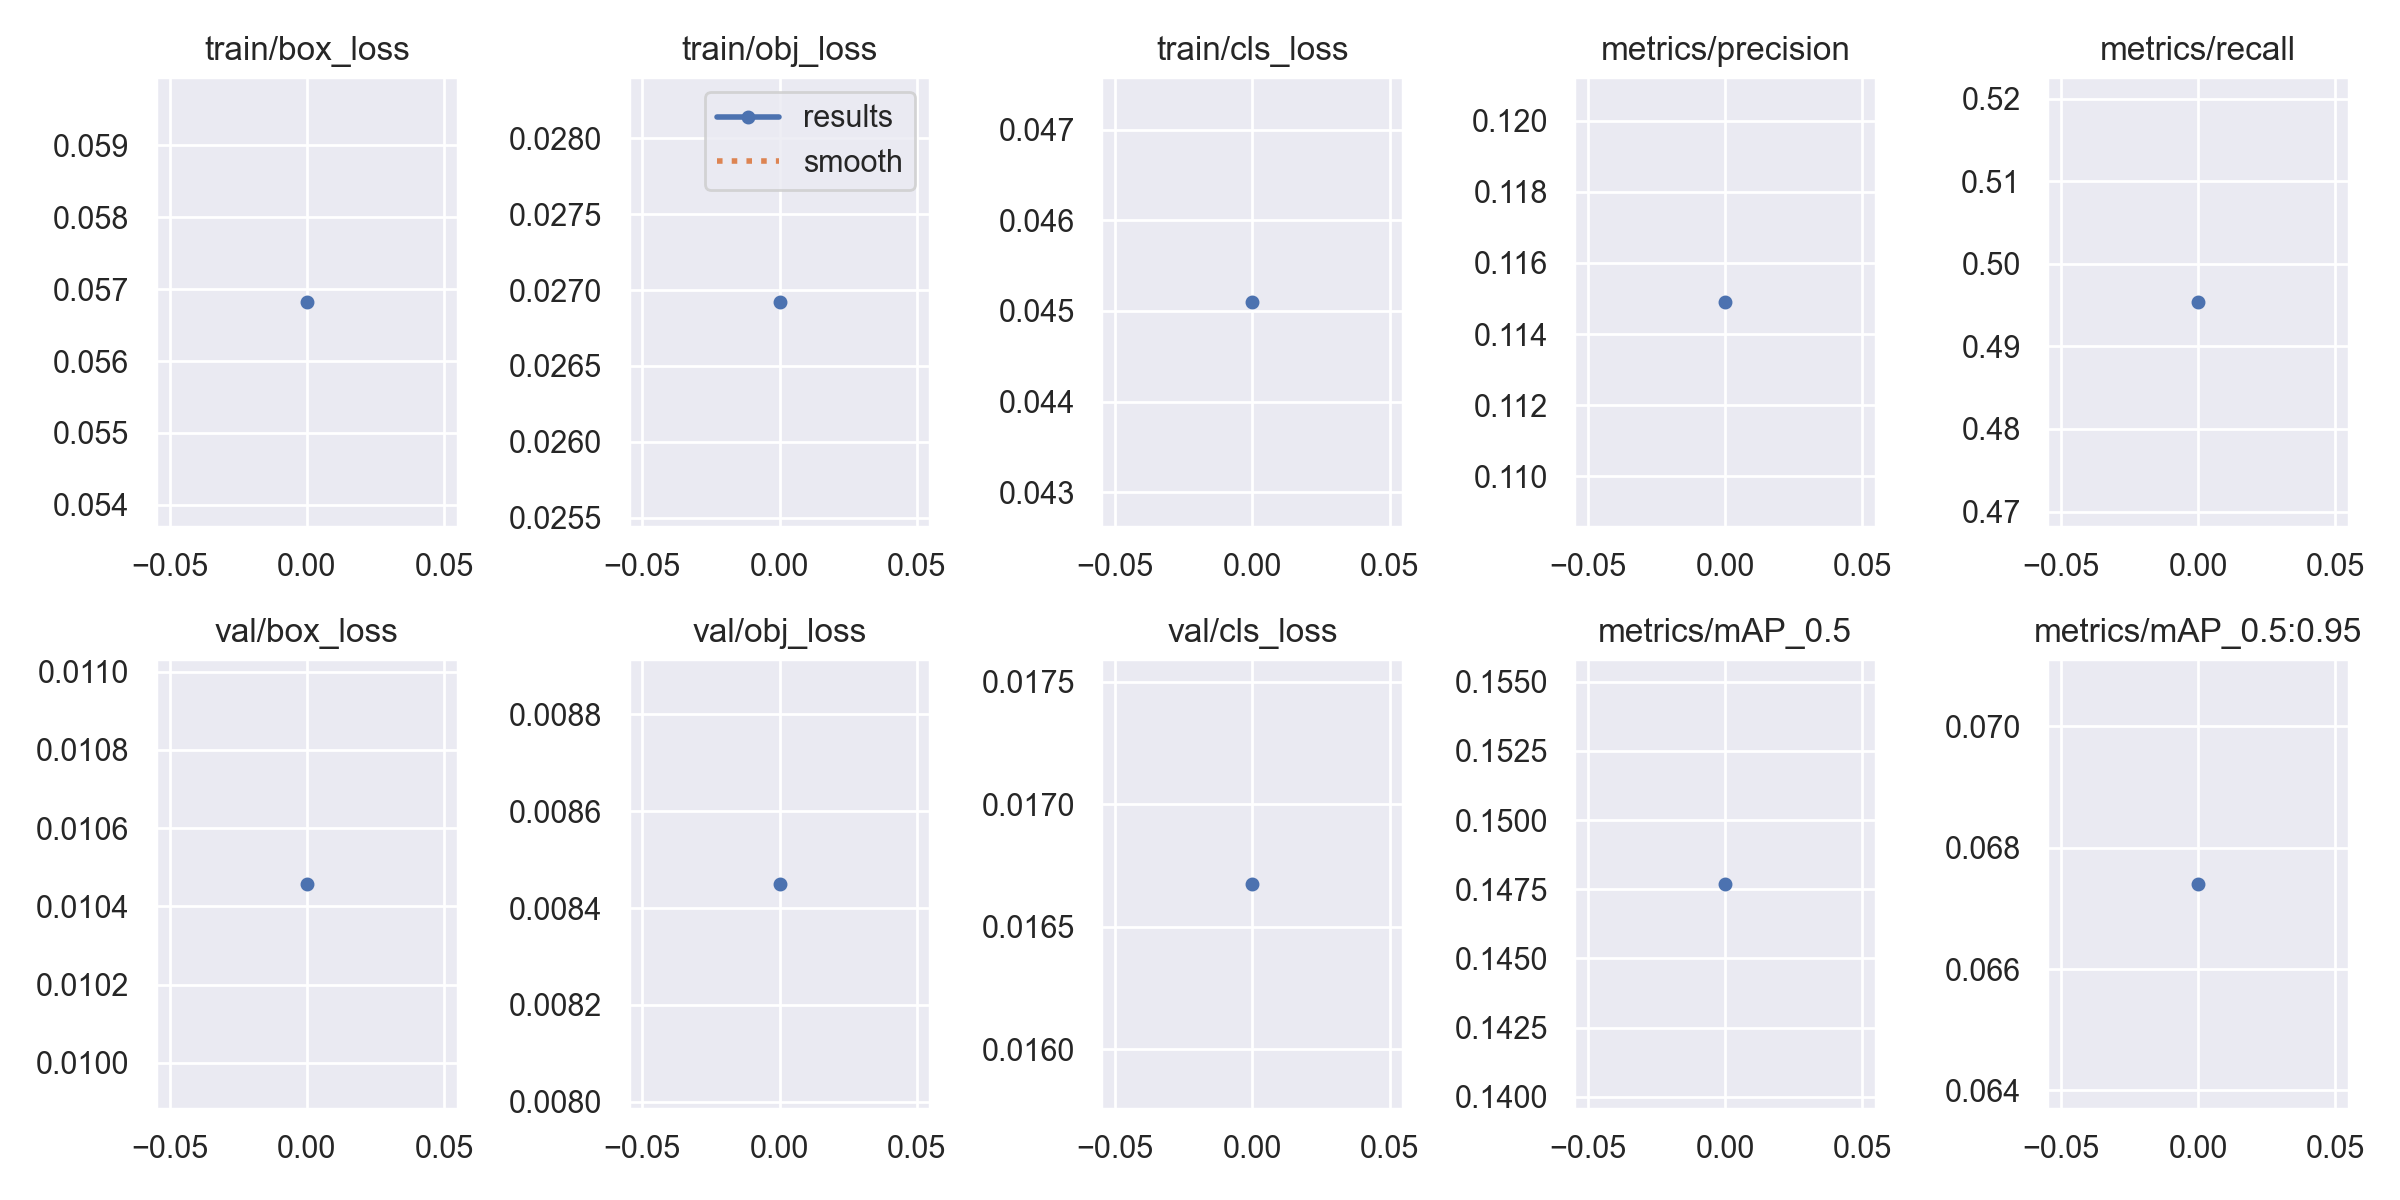 train/box_loss
0.059
0.058
0.057
0.056
0.055
0.054
−0.05 0.00 0.05
train/obj_loss
results
smooth
0.0280
0.0275
0.0270
0.0265
0.0260
0.0255
−0.05 0.00 0.05
train/cls_loss
0.047
0.046
0.045
0.044
0.043
−0.05 0.00 0.05
metrics/precision
0.120
0.118
0.116
0.114
0.112
0.110
−0.05 0.00 0.05
metrics/recall
0.52
0.51
0.50
0.49
0.48
0.47
−0.05 0.00 0.05
val/box_loss
0.0110
0.0108
0.0106
0.0104
0.0102
0.0100
−0.05 0.00 0.05
val/obj_loss
0.0088
0.0086
0.0084
0.0082
0.0080
−0.05 0.00 0.05
val/cls_loss
0.0175
0.0170
0.0165
0.0160
−0.05 0.00 0.05
metrics/mAP_0.5
0.1550
0.1525
0.1500
0.1475
0.1450
0.1425
0.1400
−0.05 0.00 0.05
metrics/mAP_0.5:0.95
0.070
0.068
0.066
0.064
−0.05 0.00 0.05